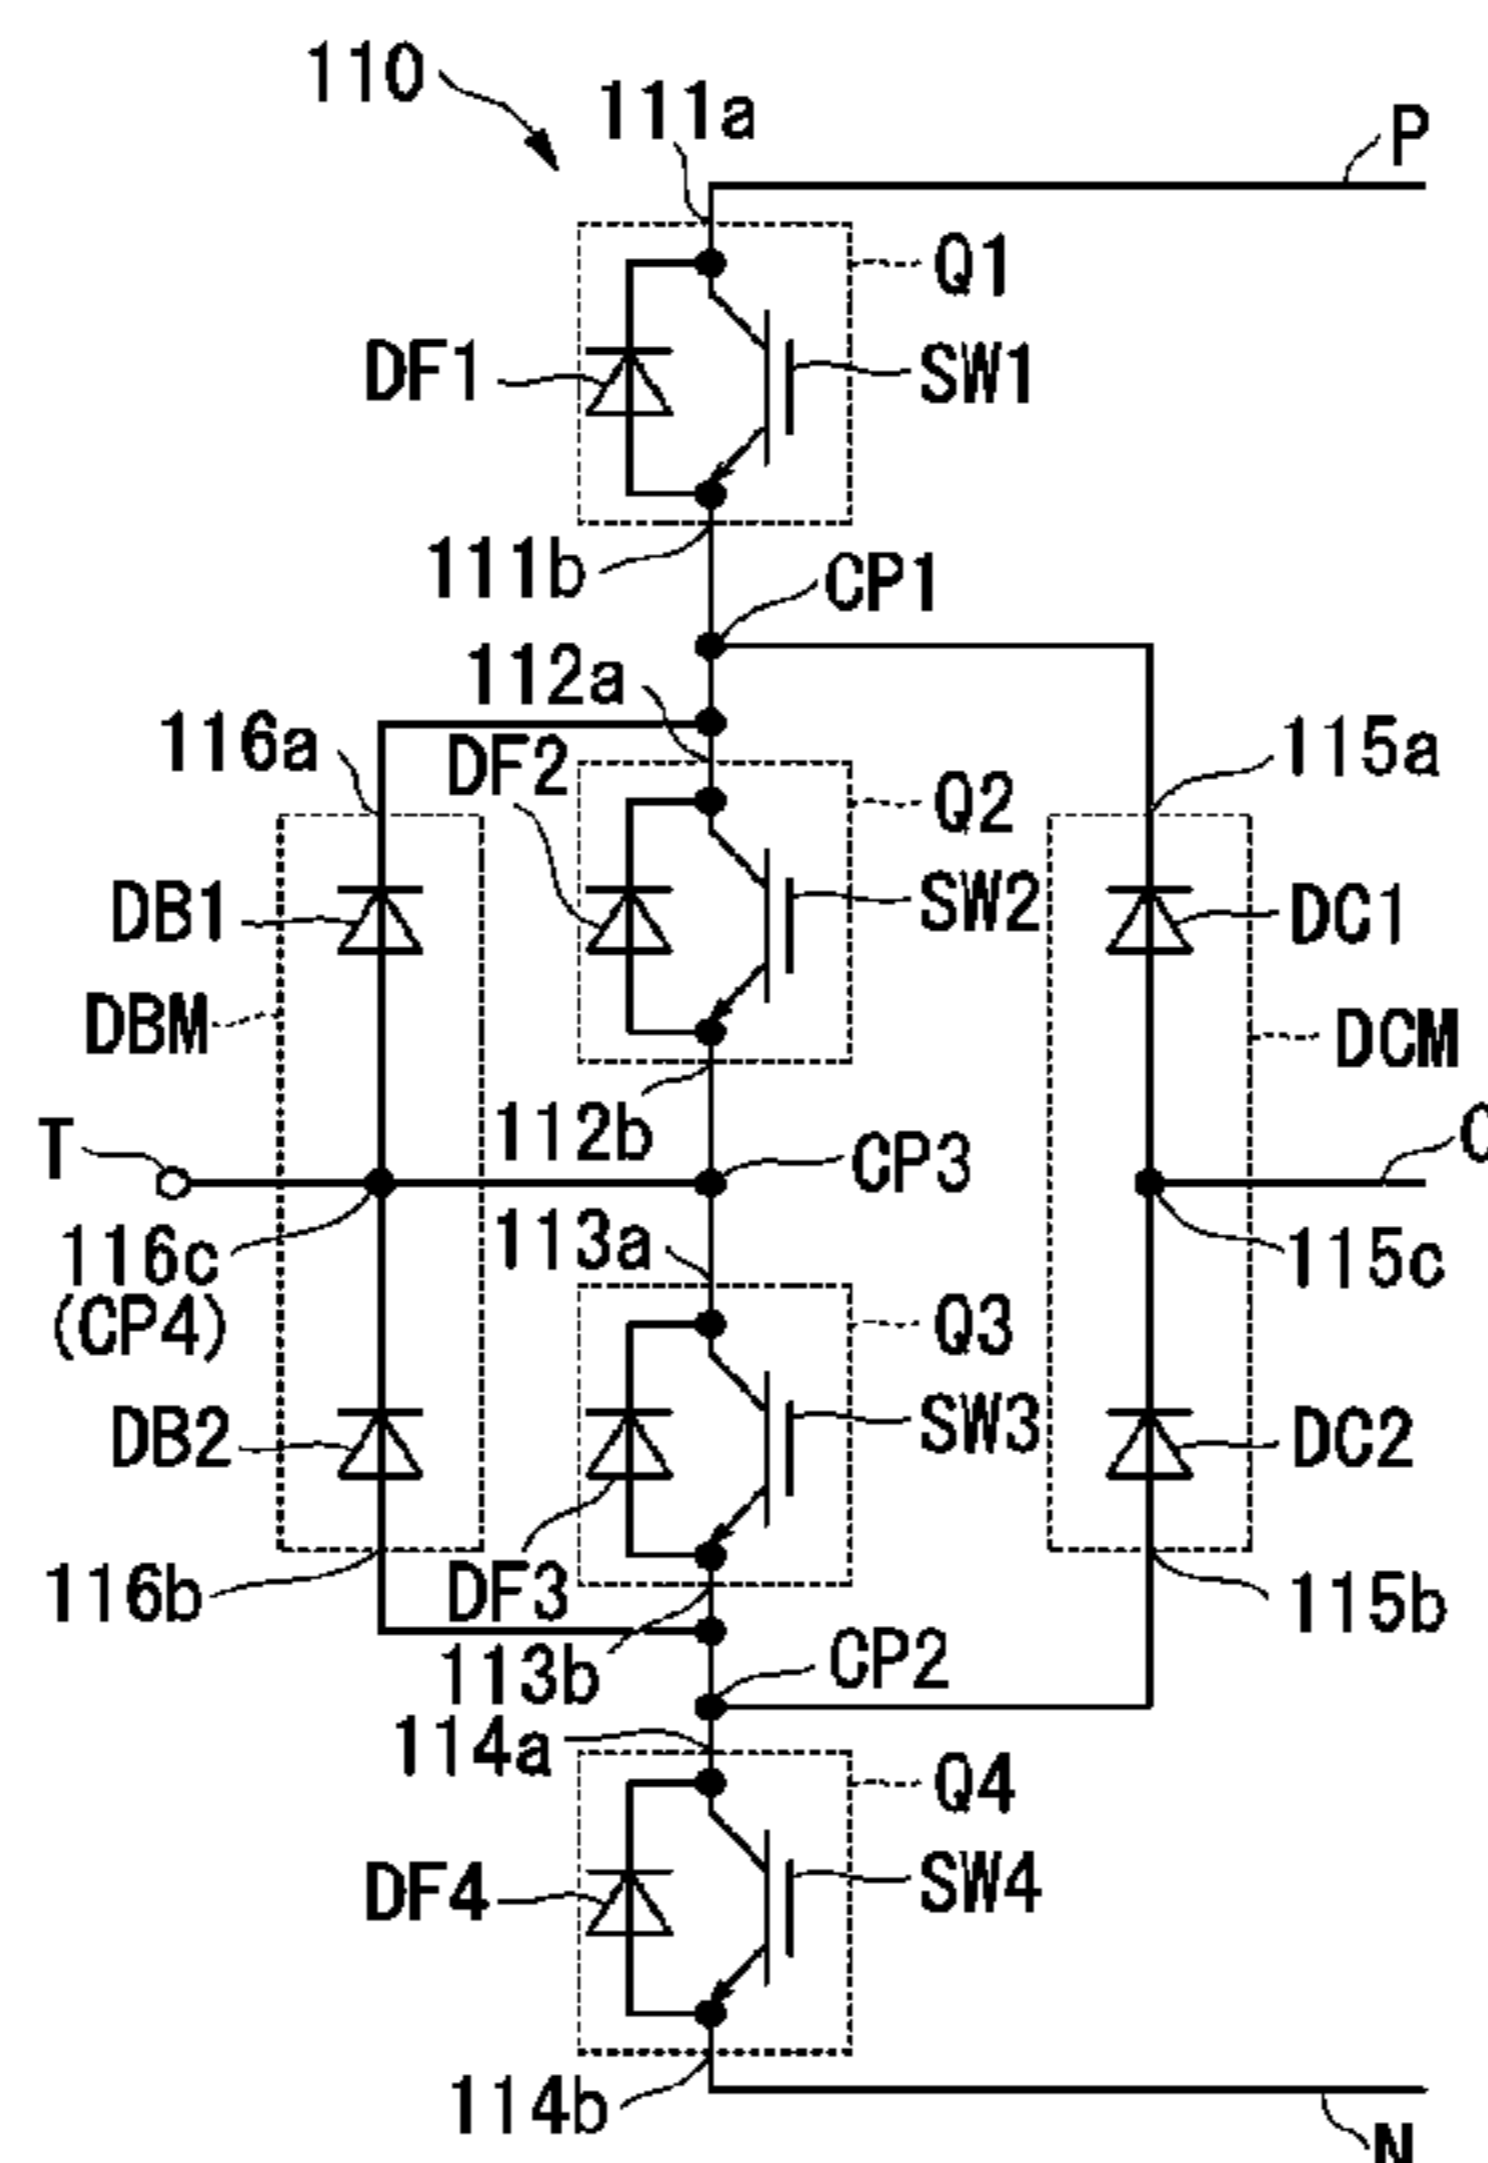 110
111a
P
Q1
DF1
SW1
111b
CP1
112a
116a
DF2
115a
Q2
DB1
SW2
DC1
DBM
DCM
112b
T
CP3
116c
(CP4)
113a
115c
Q3
DB2
SW3
DC2
116b
DF3
115b
113b
CP2
114a
Q4
DF4
SW4
114b
N